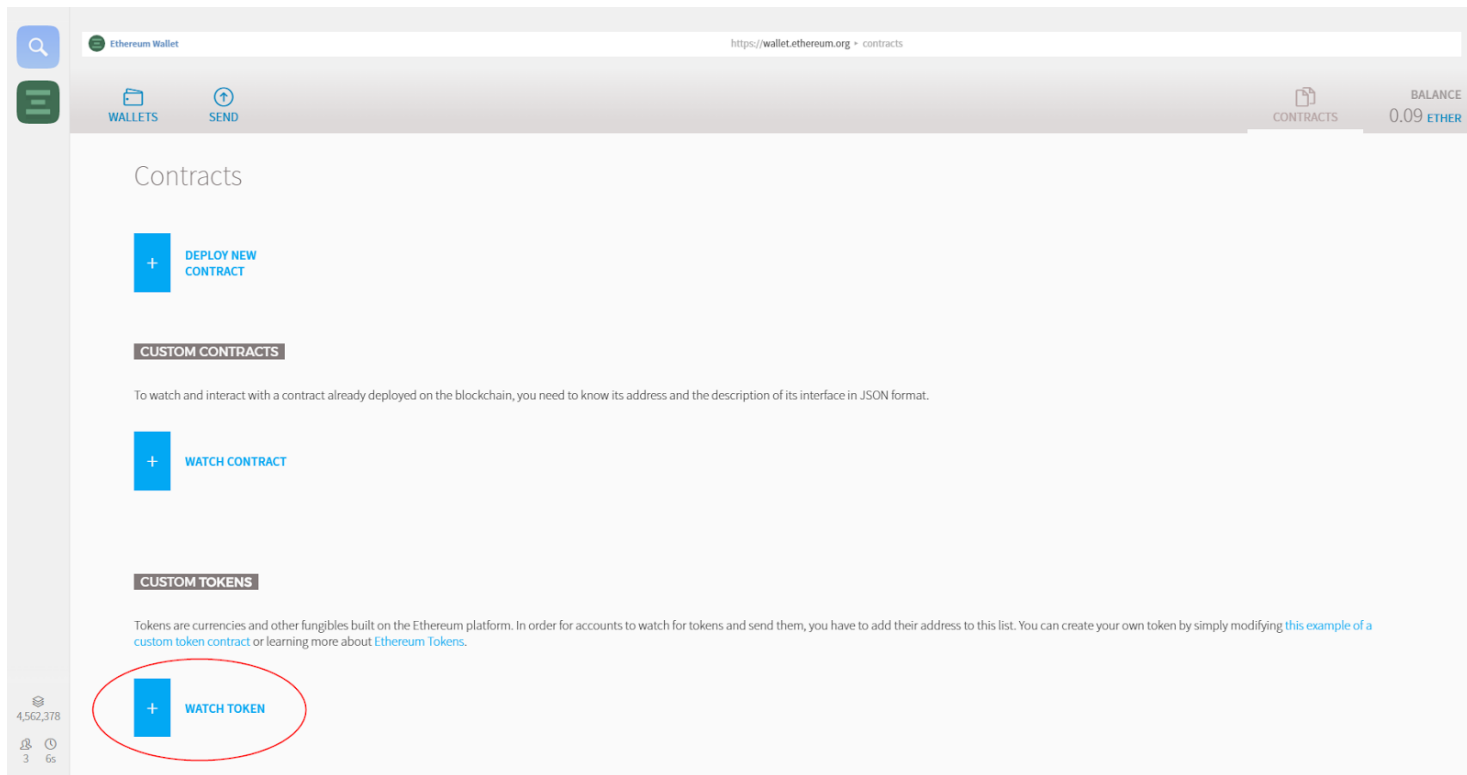 Ethereum Wallet
https://wallet.ethereum.org ▸ contracts
WALLETS
SEND
CONTRACTS
BALANCE
0.09 ETHER
Contracts
+
DEPLOY NEW
CONTRACT
CUSTOM CONTRACTS
To watch and interact with a contract already deployed on the blockchain, you need to know its address and the description of its interface in JSON format.
+
WATCH CONTRACT
CUSTOM TOKENS
Tokens are currencies and other fungibles built on the Ethereum platform. In order for accounts to watch for tokens and send them, you have to add their address to this list. You can create your own token by simply modifying this example of a
custom token contract or learning more about Ethereum Tokens.
+
WATCH TOKEN
4,562,378
3 6s